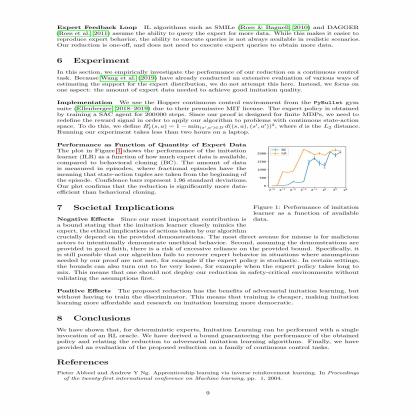 Expert Feedback Loop IL algorithms such as SMILe (Ross & Bagnell, 2010) and DAGGER
(Ross et al., 2011) assume the ability to query the expert for more data. While this makes it easier to
reproduce expert behavior, the ability to execute queries is not always available in realistic scenarios.
Our reduction is one-off, and does not need to execute expert queries to obtain more data.
6 Experiment
In this section, we empirically investigate the performance of our reduction on a continuous control
task. Because Wang et al. (2019) have already conducted an extensive evaluation of various ways of
estimating the support for the expert distribution, we do not attempt this here. Instead, we focus on
one aspect: the amount of expert data needed to achieve good imitation quality.
Implementation We use the Hopper continuous control environment from the PyBullet gym
suite (Ellenberger, 2018–2019) due to their permissive MIT license. The expert policy is obtained
by training a SAC agent for 200000 steps. Since our proof is designed for finite MDPs, we need to
redefine the reward signal in order to apply our algorithm to problems with continuous state-action
space. To do this, we define
where d is the L2 distance.
Running our experiment takes less than two hours on a laptop.
Performance as Function of Quantity of Expert Data
The plot in Figure 1 shows the performance of the imitation
learner (ILR) as a function of how much expert data is available,
compared to behavioral cloning (BC). The amount of data
is measured in episodes, where fractional episodes have the
meaning that state-action tuples are taken from the beginning of
the episode. Confidence bars represent 1.96 standard deviations.
Our plot confirms that the reduction is significantly more data-
efficient than behavioral cloning.
Figure 1: Performance of imitation
learner as a function of available
data.
7 Societal Implications
Negative Effects Since our most important contribution is
a bound stating that the imitation learner closely mimics the
expert, the ethical implications of actions taken by our algorithm
crucially depend on the provided demonstrations. The most direct avenue for misuse is for malicious
actors to intentionally demonstrate unethical behavior. Second, assuming the demonstrations are
provided in good faith, there is a risk of excessive reliance on the provided bound. Specifically, it
is still possible that our algorithm fails to recover expert behavior in situations where assumptions
needed by our proof are not met, for example if the expert policy is stochastic. In certain settings,
the bounds can also turn out to be very loose, for example when the expert policy takes long to
mix. This means that one should not deploy our reduction in safety-critical environments without
validating the assumptions first.
Positive Effects The proposed reduction has the benefits of adversarial imitation learning, but
without having to train the discriminator. This means that training is cheaper, making imitation
learning more affordable and research on imitation learning more democratic.
8 Conclusions
We have shown that, for deterministic experts, Imitation Learning can be performed with a single
invocation of an RL oracle. We have derived a bound guaranteeing the performance of the obtained
policy and relating the reduction to adversarial imitation learning algorithms. Finally, we have
provided an evaluation of the proposed reduction on a family of continuous control tasks.
References
Pieter Abbeel and Andrew Y Ng. Apprenticeship learning via inverse reinforcement learning. In Proceedings
of the twenty-first international conference on Machine learning, pp. 1, 2004.
9